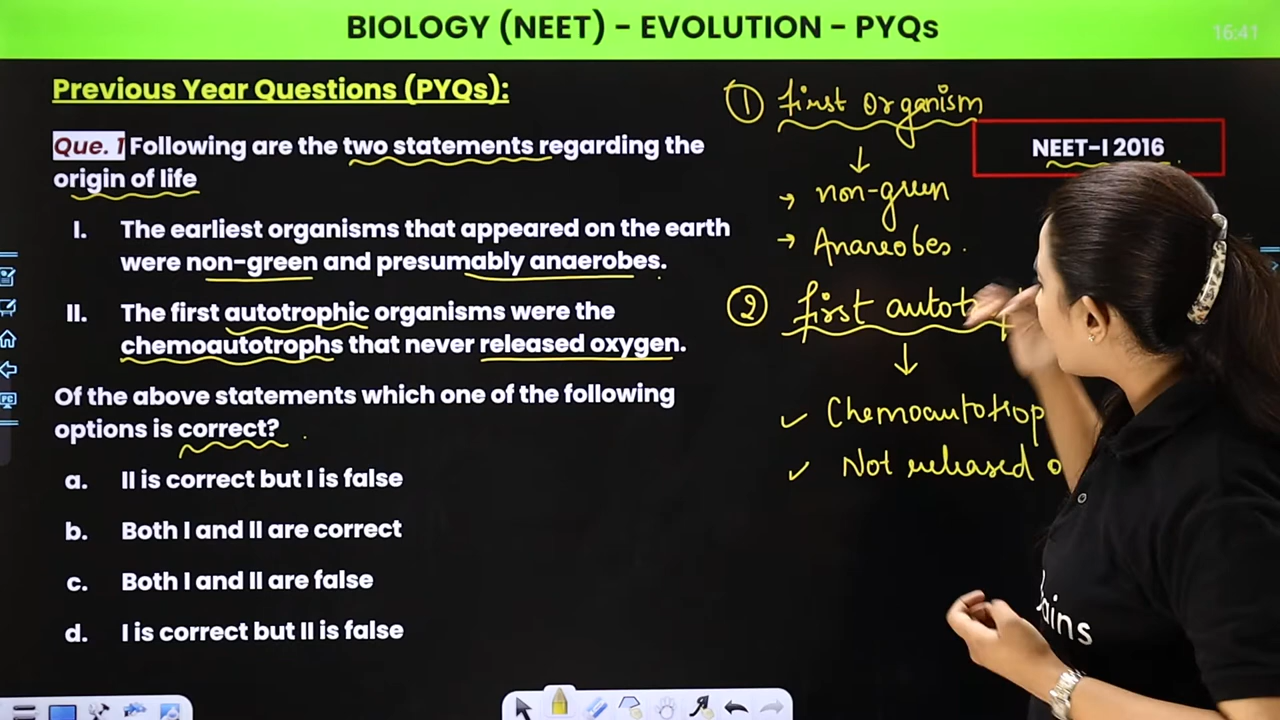 BIOLOGY (NEET) - EVOLUTION - PYQs
16:41
Previous Year Questions (PYQs):
NEET-I 2016
Que. 1 Following are the two statements regarding the
origin of life
I. The earliest organisms that appeared on the earth
were non-green and presumably anaerobes.
II. The first autotrophic organisms were the
chemoautotrophs that never released oxygen.
Of the above statements which one of the following
options is correct?
a. II is correct but I is false
b. Both I and II are correct
c. Both I and II are false
d. I is correct but II is false
① first organism
↓
→ non-green
→ Anareobes.
② first
↓
✓ Chemoautotrop
✓ Not released
PC